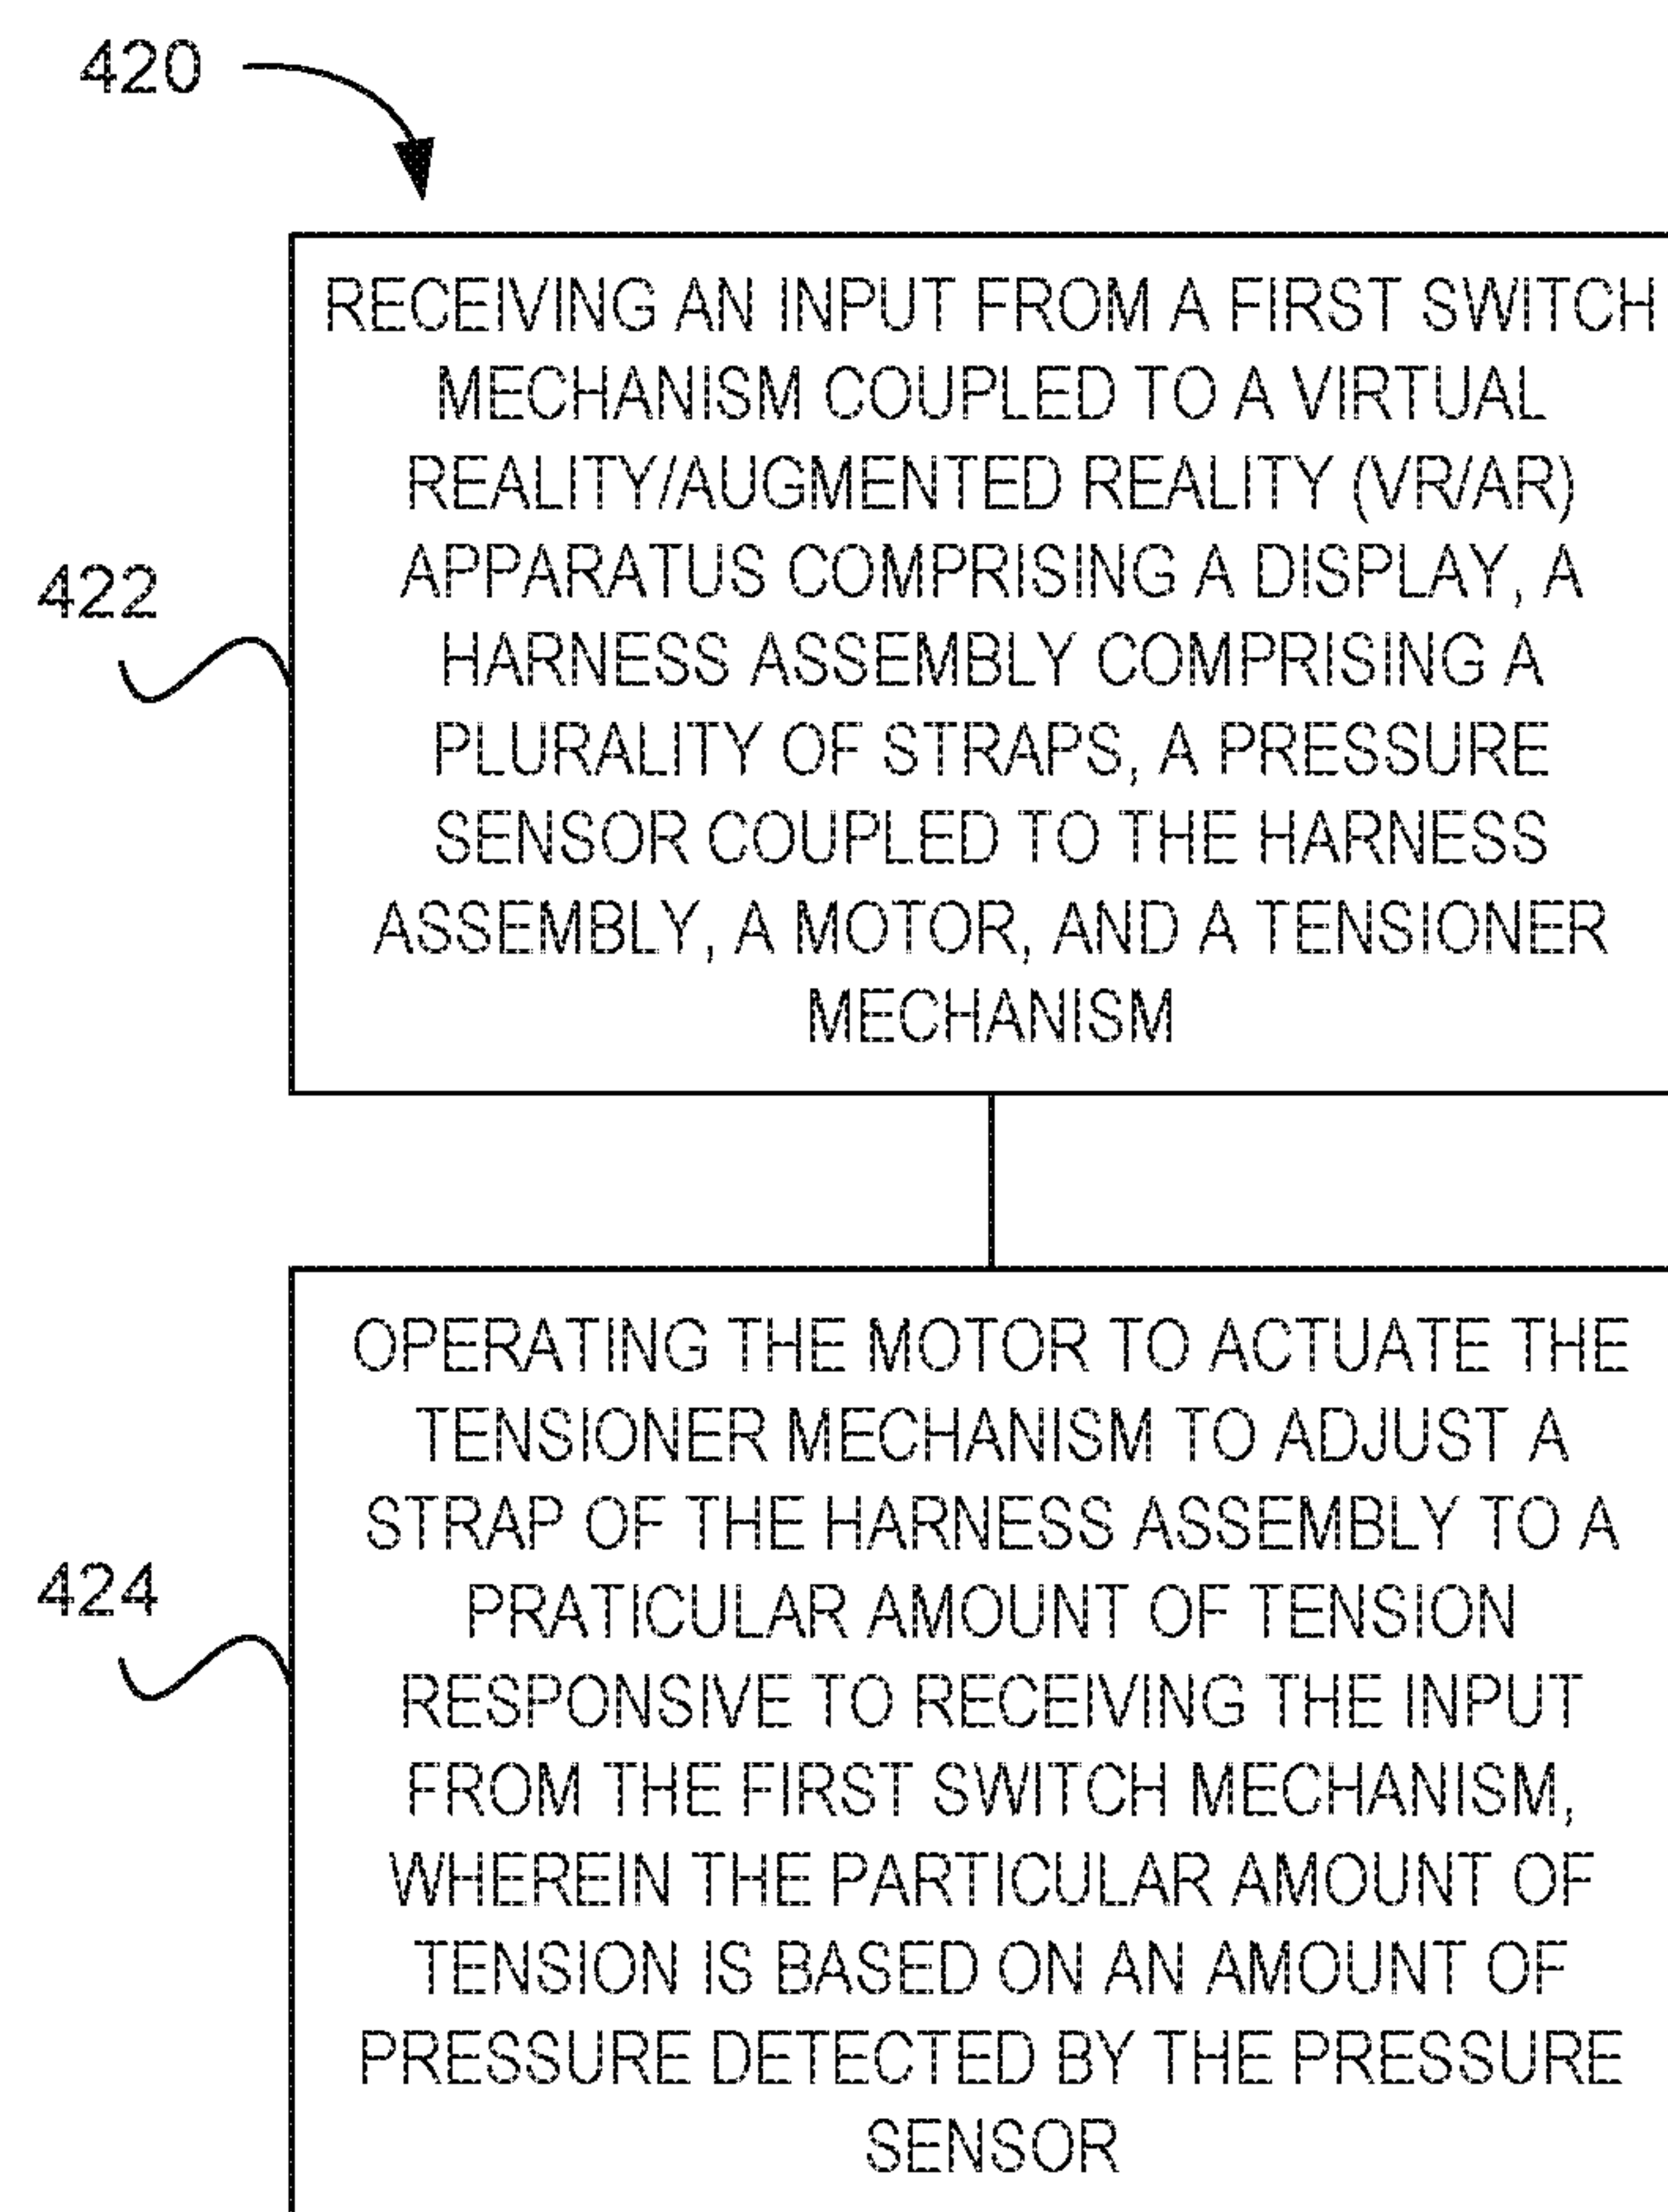 420
RECEIVING AN INPUT FROM A FIRST SWITCH
MECHANISM COUPLED TO A VIRTUAL
REALITY/AUGMENTED REALITY (VR/AR)
APPARATUS COMPRISING A DISPLAY, A
422
HARNESS ASSEMBLY COMPRISING A
PLURALITY OF STRAPS, A PRESSURE
SENSOR COUPLED TO THE HARNESS
ASSEMBLY, A MOTOR, AND A TENSIONER
MECHANISM
OPERATING THE MOTOR TO ACTUATE THE
TENSIONER MECHANISM TO ADJUST A
STRAP OF THE HARNESS ASSEMBLY TO A
424
PRATICULAR AMOUNT OF TENSION
RESPONSIVE TO RECEIVING THE INPUT
FROM THE FIRST SWITCH MECHANISM,
WHEREIN THE PARTICULAR AMOUNT OF
TENSION IS BASED ON AN AMOUNT OF
PRESSURE DETECTED BY THE PRESSURE
SENSOR